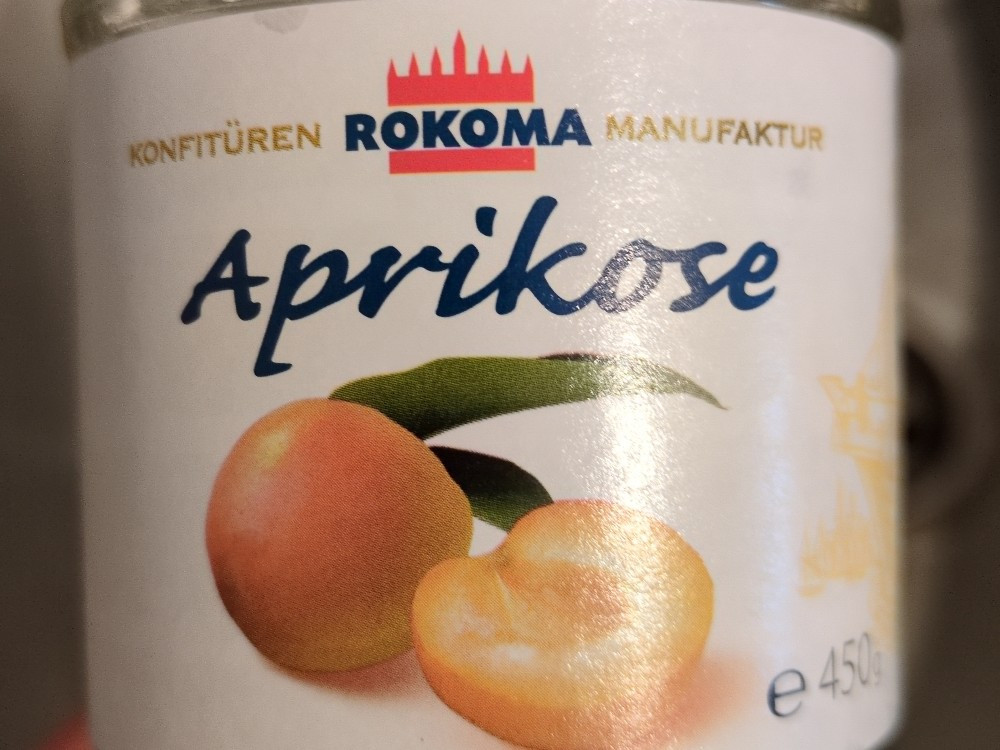 KONFITÜREN ROKOMA MANUFAKTUR
Aprikose
e 450g